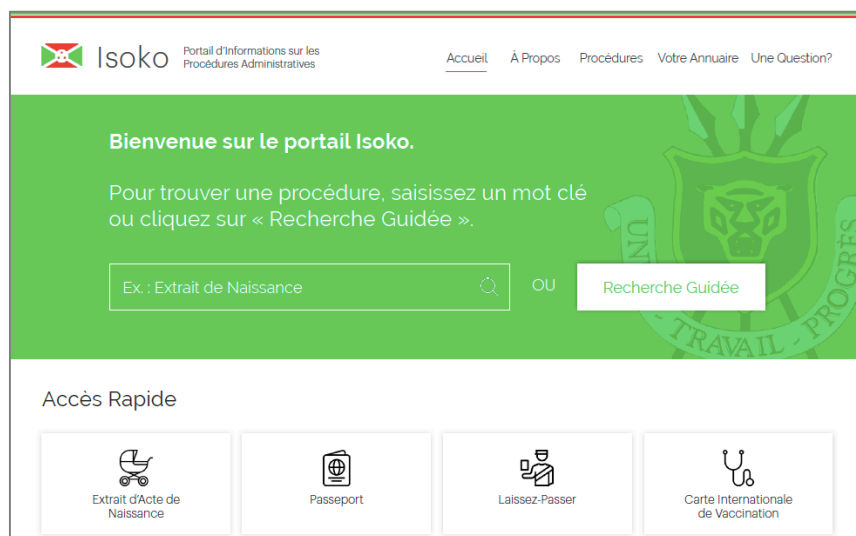 Isoko
Portail d'Informations sur les
Procédures Administratives
Accueil À Propos Procédures Votre Annuaire Une Question?
Bienvenue sur le portail Isoko.
Pour trouver une procédure, saisissez un mot clé
ou cliquez sur « Recherche Guidée ».
Ex. : Extrait de Naissance
OU
Recherche Guidée
TRAVAIL - PROGRÈS
Accès Rapide
Extrait d'Acte de
Naissance
Passeport
Laissez-Passer
Carte Internationale
de Vaccination